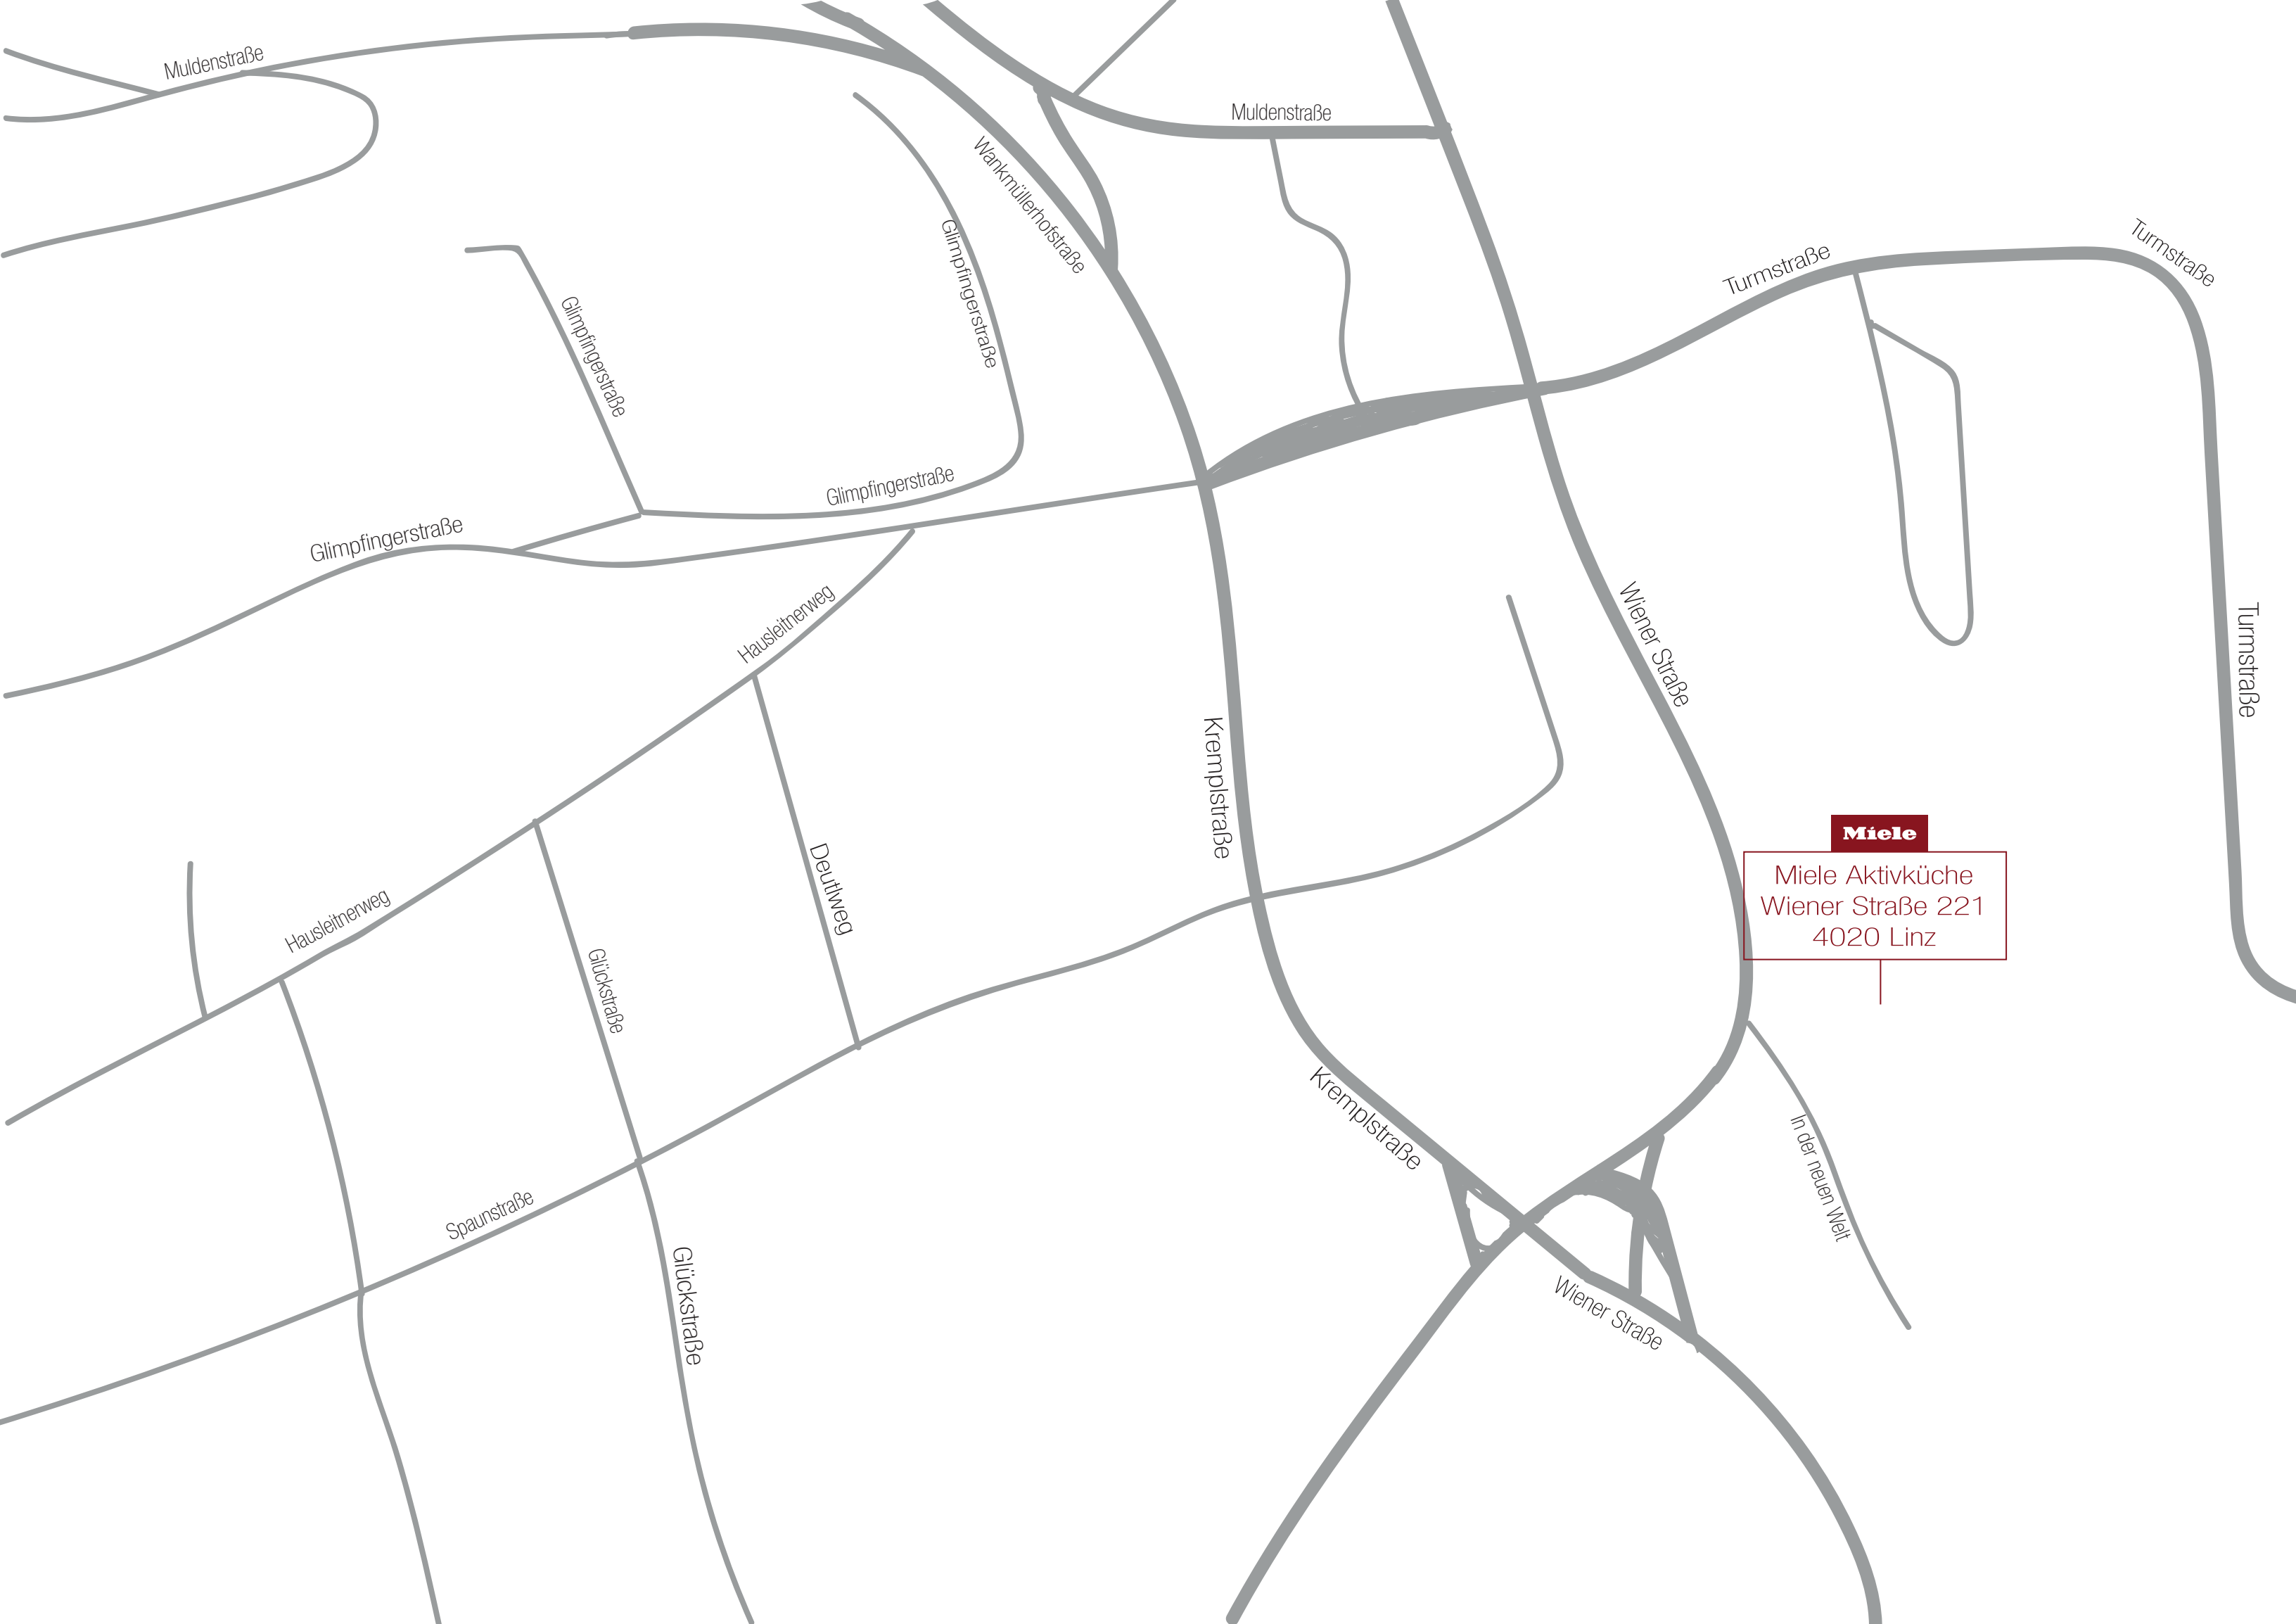 Muldenstraße
Muldenstraße
Wankmüllerhofstraße
Glimpfingerstraße
Turmstraße
Turmstraße
Glimpfingerstraße
Glimpfingerstraße
Glimpfingerstraße
Hausleitnerweg
Wiener Straße
Turmstraße
Kremplstraße
Miele
Miele Aktivküche
Wiener Straße 221
4020 Linz
Deutlweg
Hausleitnerweg
Glückstraße
Kremplstraße
In der neuen Welt
Spaunstraße
Glückstraße
Wiener Straße